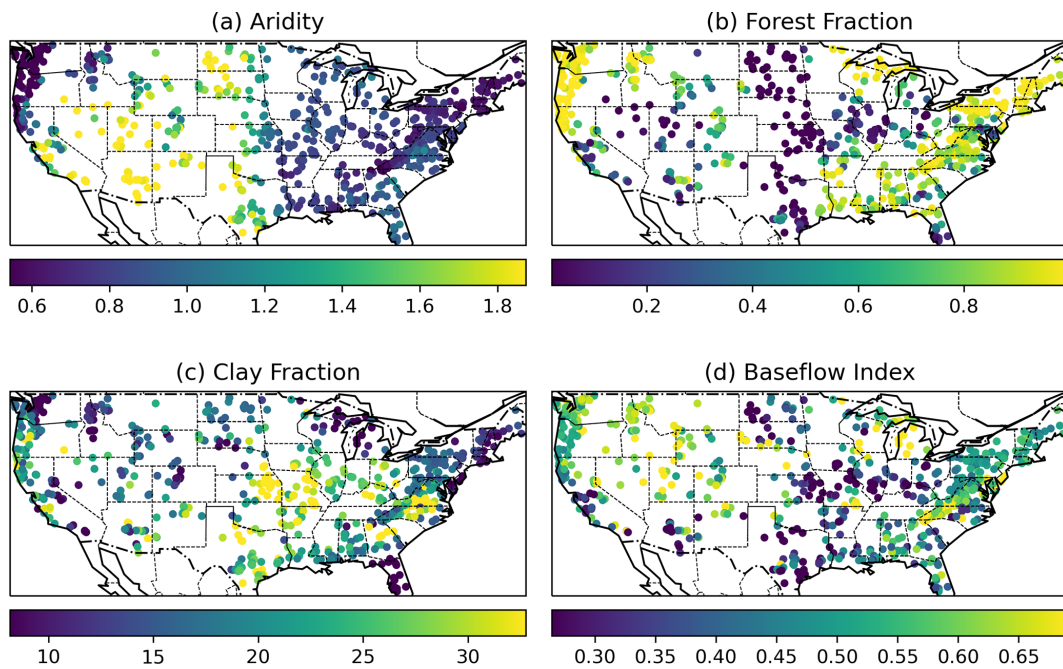 (a) Aridity
(b) Forest Fraction
0.6 0.8 1.0 1.2 1.4 1.6 1.8
0.2 0.4 0.6 0.8
(c) Clay Fraction
(d) Baseflow Index
10 15 20 25 30
0.30 0.35 0.40 0.45 0.50 0.55 0.60 0.65